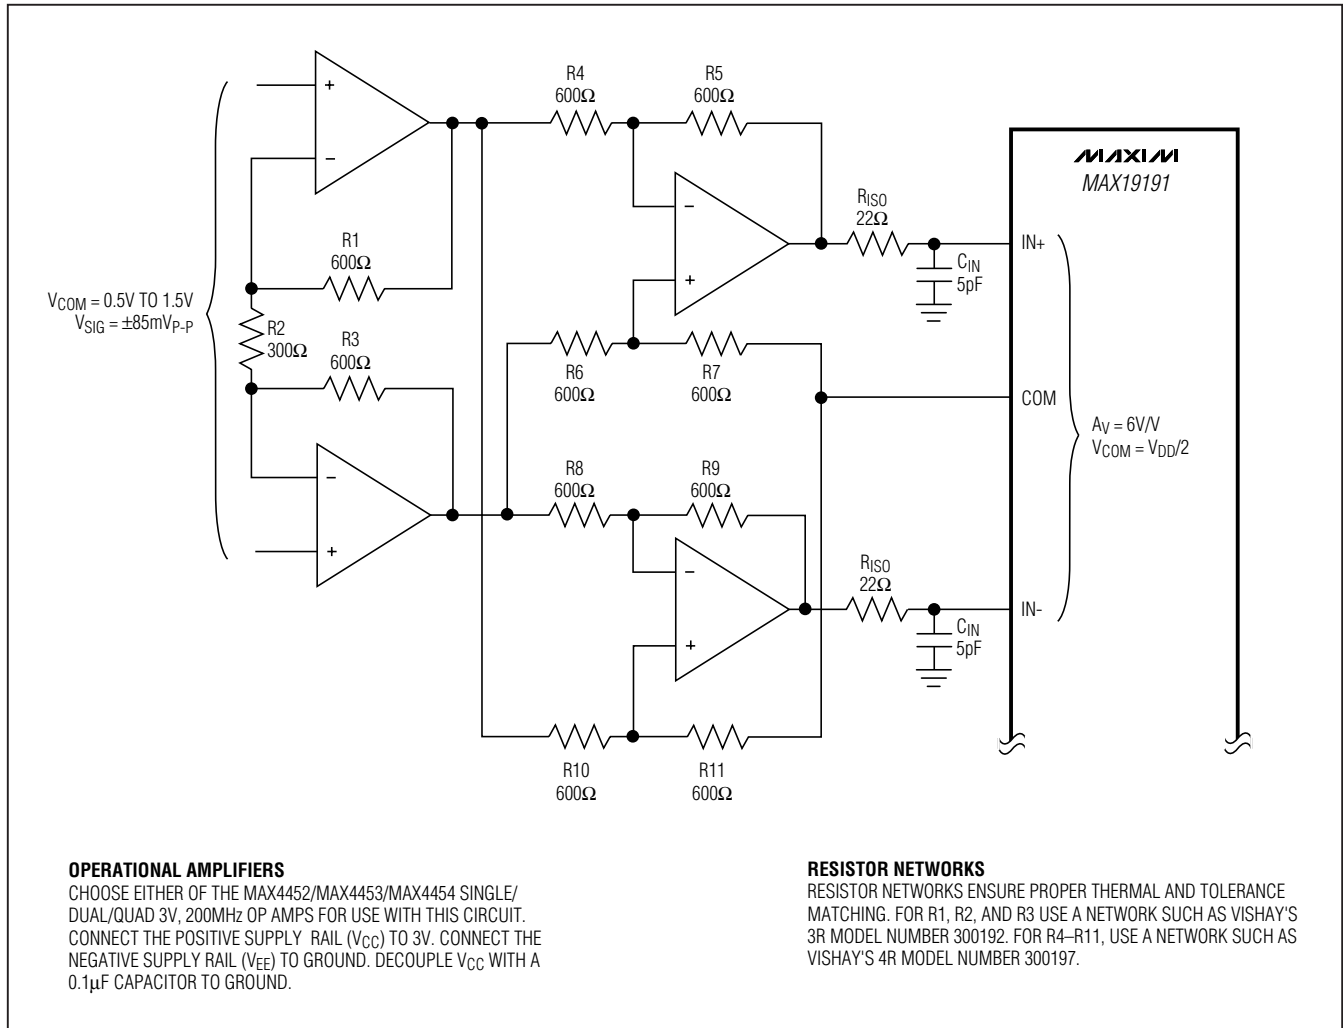 R4
600Ω
R5
600Ω
+
−
MAXIM
MAX19191
RISO
22Ω
−
IN+
R1
600Ω
CIN
5pF
+
VCOM = 0.5V TO 1.5V
VSIG = ±85mVP-P
R2
300Ω
R3
600Ω
R6
600Ω
R7
600Ω
COM
AV = 6V/V
VCOM = VDD/2
R8
600Ω
R9
600Ω
−
+
RISO
22Ω
−
IN-
CIN
5pF
+
R10
600Ω
R11
600Ω
OPERATIONAL AMPLIFIERS
CHOOSE EITHER OF THE MAX4452/MAX4453/MAX4454 SINGLE/
DUAL/QUAD 3V, 200MHz OP AMPS FOR USE WITH THIS CIRCUIT.
CONNECT THE POSITIVE SUPPLY RAIL (VCC) TO 3V. CONNECT THE
NEGATIVE SUPPLY RAIL (VEE) TO GROUND. DECOUPLE VCC WITH A
0.1µF CAPACITOR TO GROUND.
RESISTOR NETWORKS
RESISTOR NETWORKS ENSURE PROPER THERMAL AND TOLERANCE
MATCHING. FOR R1, R2, AND R3 USE A NETWORK SUCH AS VISHAY'S
3R MODEL NUMBER 300192. FOR R4–R11, USE A NETWORK SUCH AS
VISHAY'S 4R MODEL NUMBER 300197.